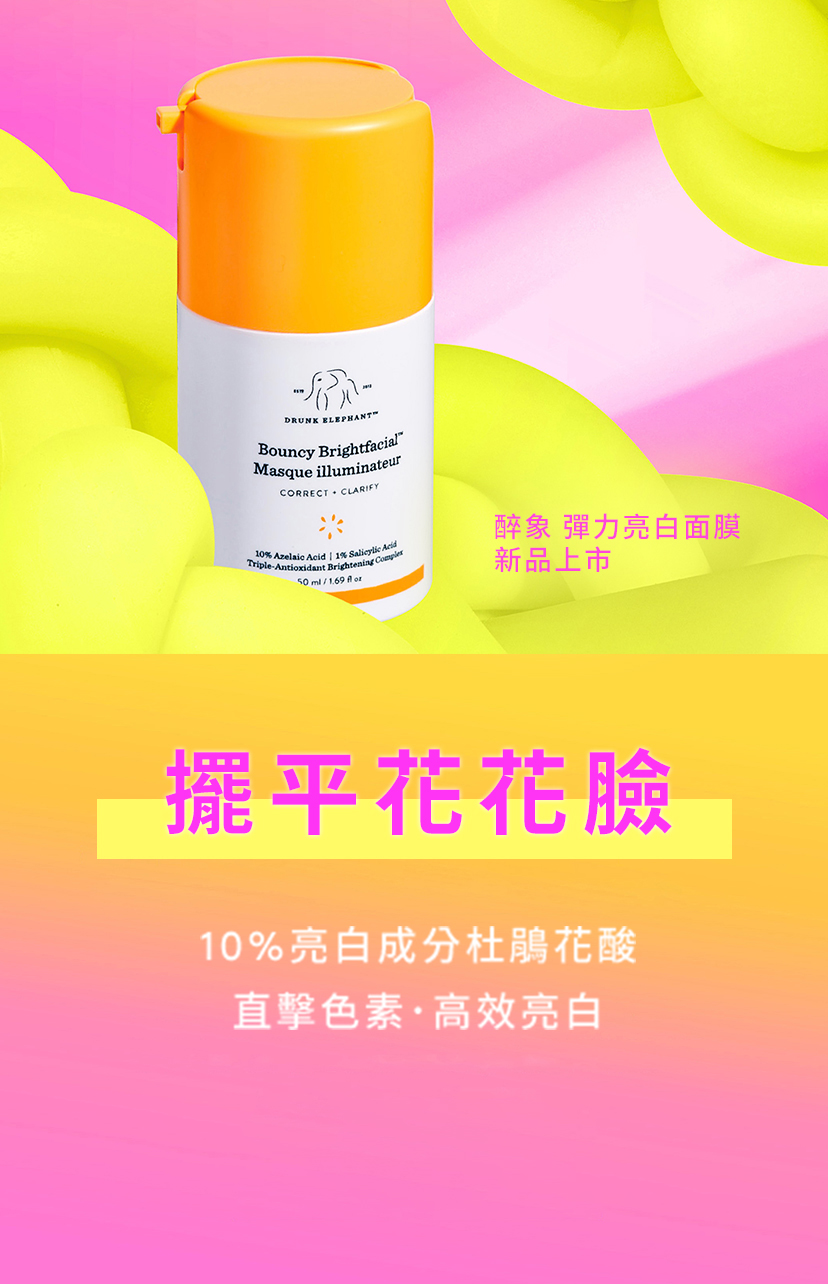 ESTD 2012
DRUNK ELEPHANT™
Bouncy Brightfacial™
Masque illuminateur
CORRECT + CLARIFY
10% Azelaic Acid | 1% Salicylic Acid
Triple-Antioxidant Brightening Complex
50 ml / 1.69 fl oz
醉象 彈力亮白面膜
新品上市
擺平花花臉
10%亮白成分杜鵑花酸
直擊色素·高效亮白